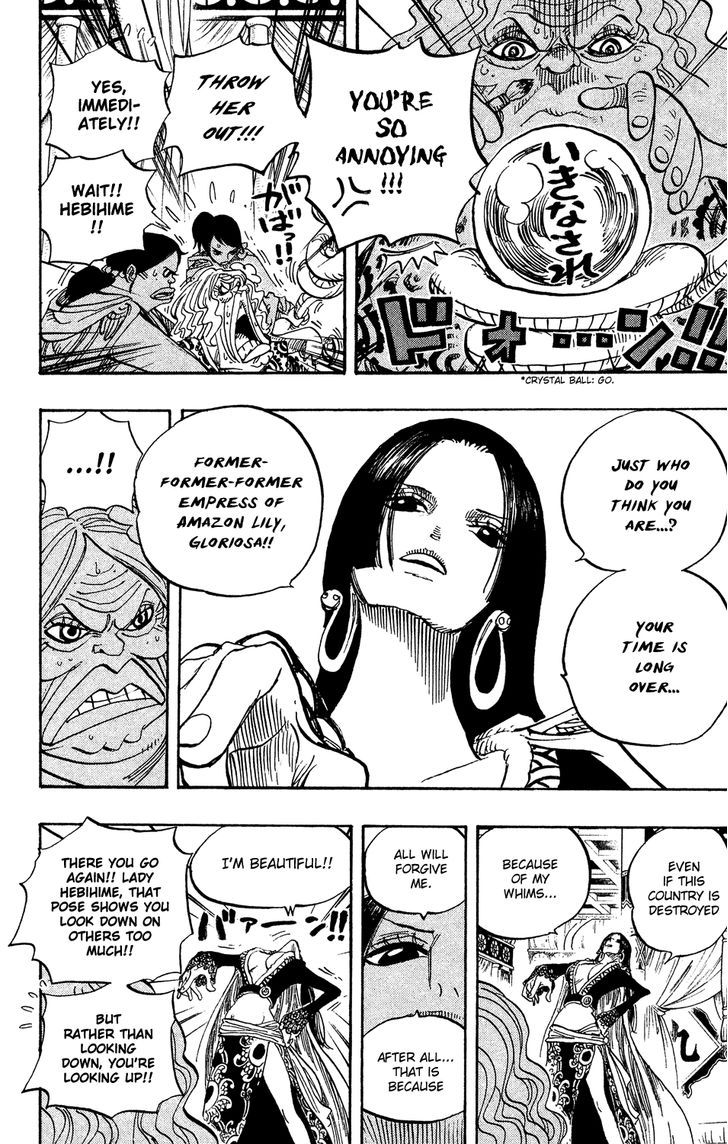 いきなされ
ドォ…ン!!
*CRYSTAL BALL: GO.
YOU'RE
SO
ANNOYING
!!!
THROW
HER
OUT!!!
YES,
IMMEDI-
ATELY!!
WAIT!!
HEBIHIME
!!
がばっ!!
JUST WHO
DO YOU
THINK YOU
ARE...?
YOUR
TIME IS
LONG
OVER...
FORMER-
FORMER-FORMER
EMPRESS OF
AMAZON LILY,
GLORIOSA!!
...!!
EVEN
IF THIS
COUNTRY IS
DESTROYED
BECAUSE
OF MY
WHIMS...
ALL WILL
FORGIVE
ME.
AFTER ALL...
THAT IS
BECAUSE
I'M BEAUTIFUL!!
バァーン!!
THERE YOU GO
AGAIN!! LADY
HEBIHIME, THAT
POSE SHOWS YOU
LOOK DOWN ON
OTHERS TOO
MUCH!!
BUT
RATHER THAN
LOOKING
DOWN, YOU'RE
LOOKING UP!!